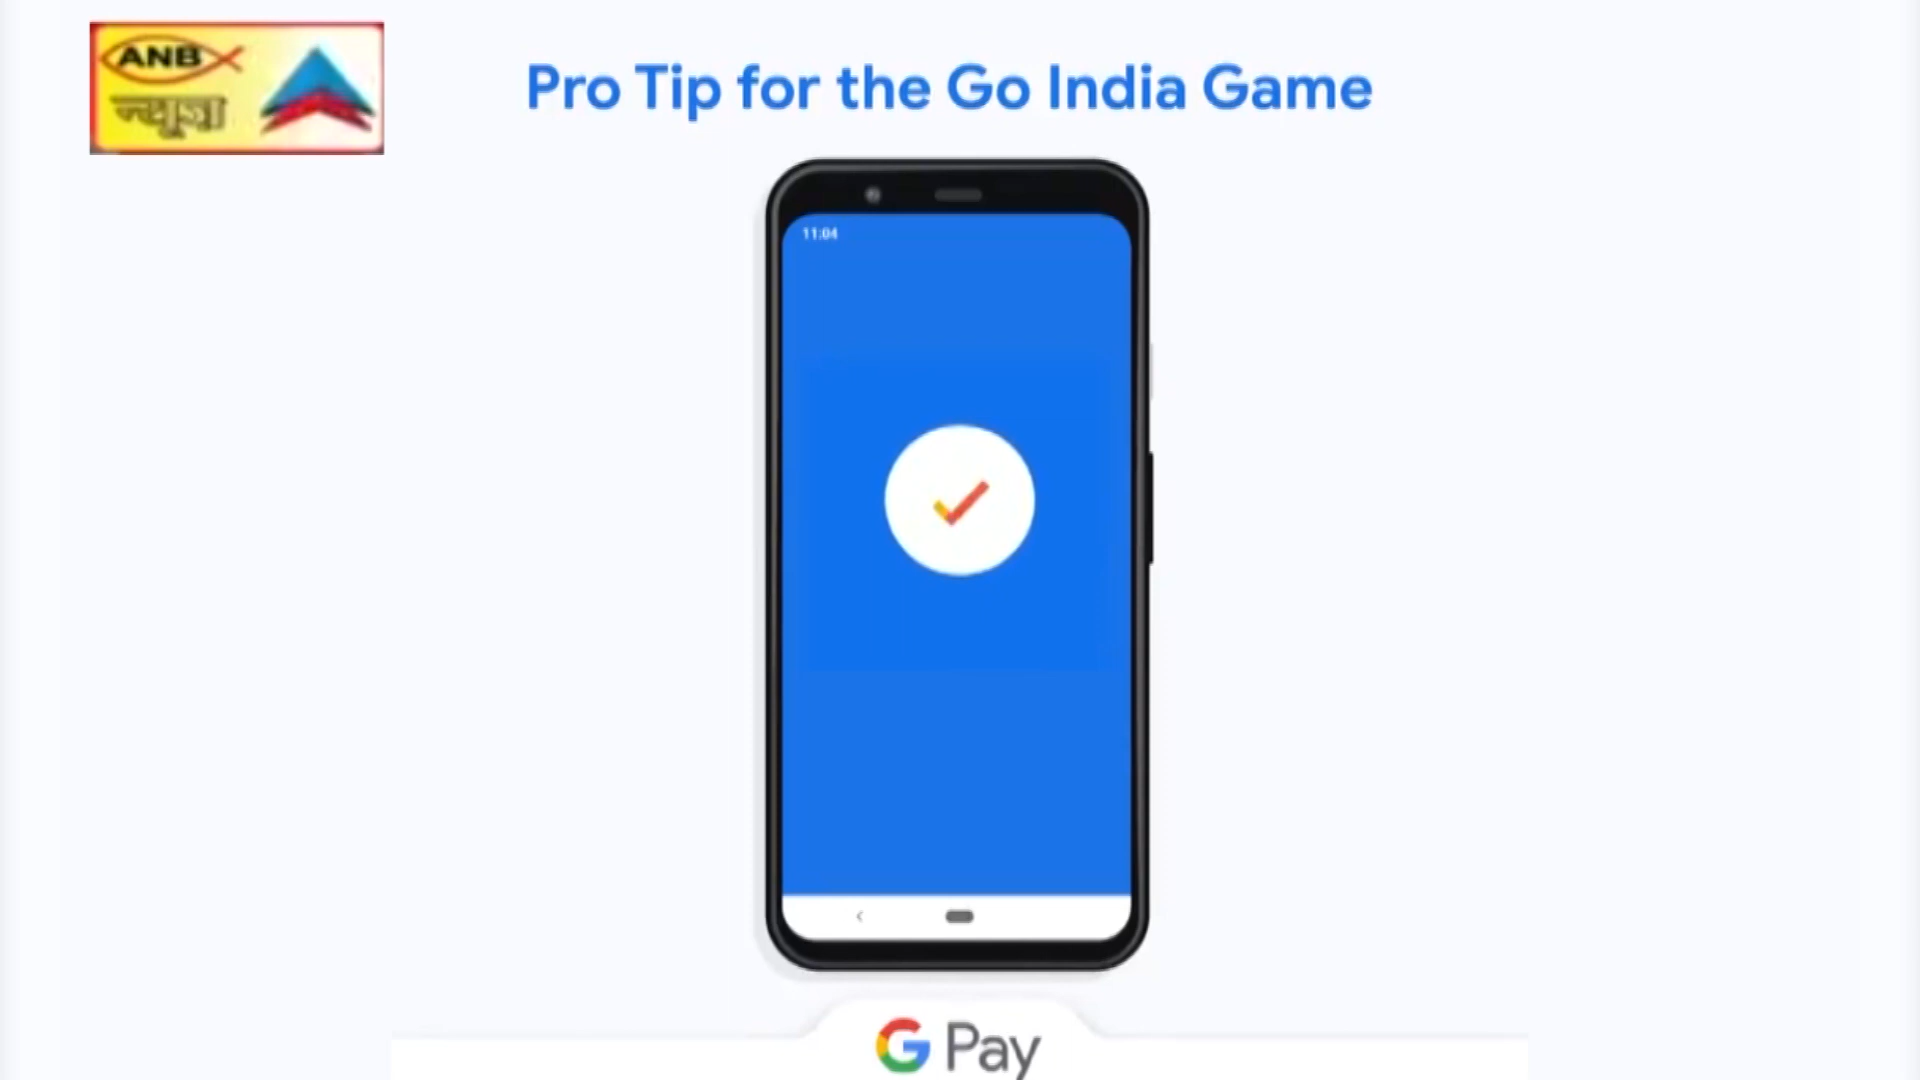 ANB
न्यूज़
Pro Tip for the Go India Game
11:04
G Pay